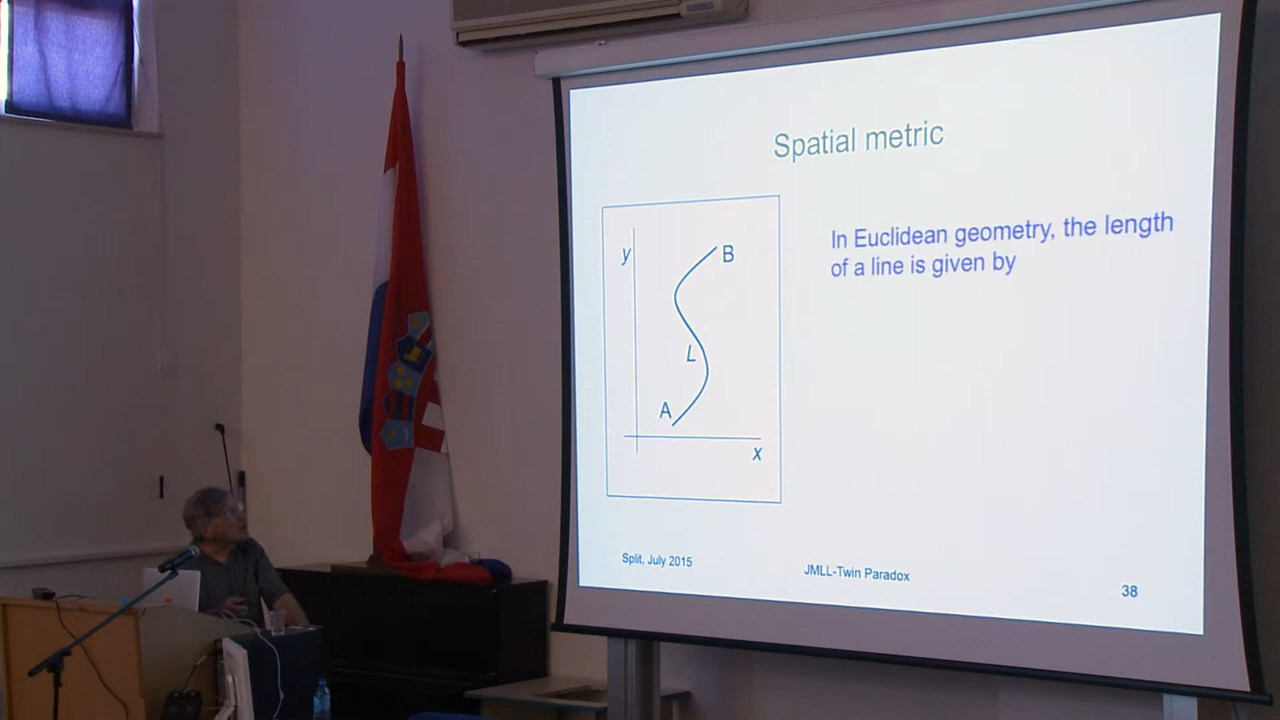 Spatial metric
y
B
L
A
x
In Euclidean geometry, the length
of a line is given by
Split, July 2015
JMLL-Twin Paradox
38